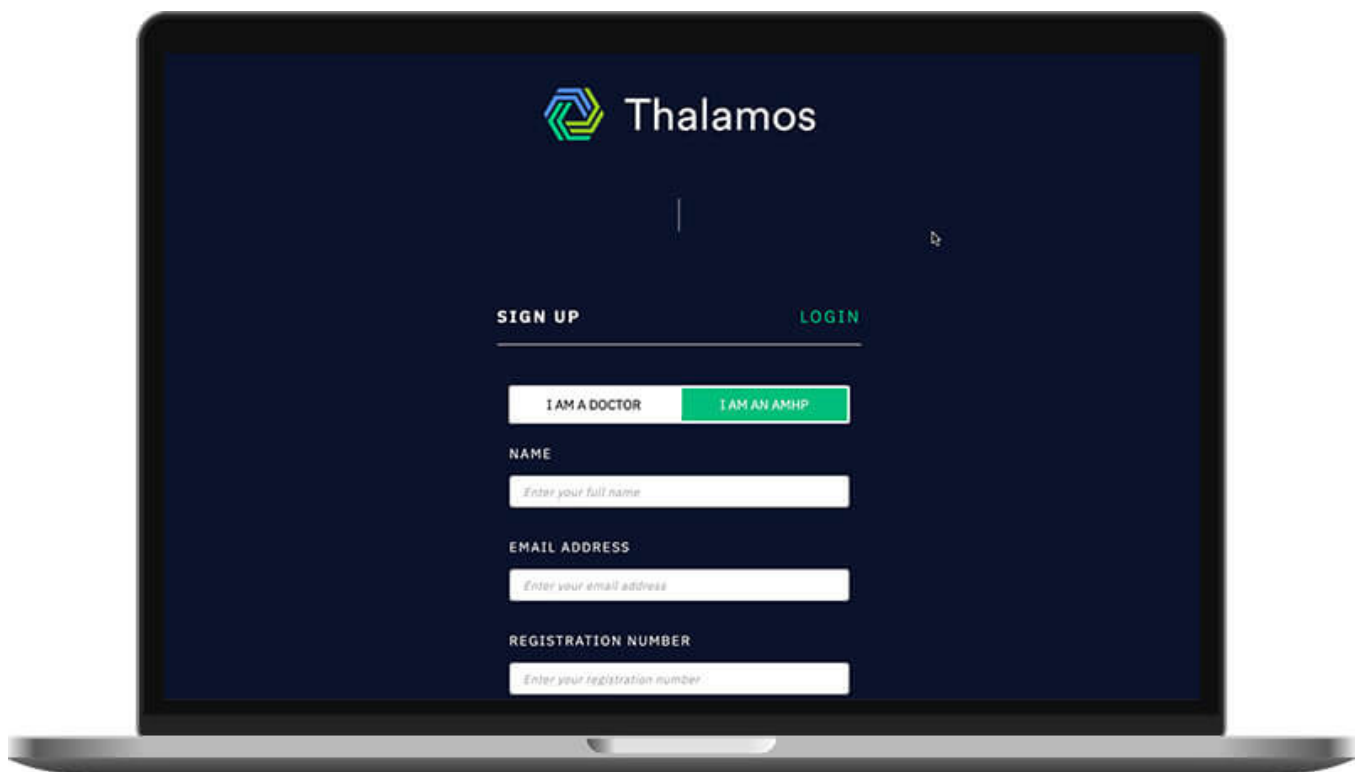 Thalamos
SIGN UP LOGIN
I AM A DOCTOR I AM AN AMHP
NAME
Enter your full name
EMAIL ADDRESS
Enter your email address
REGISTRATION NUMBER
Enter your registration number